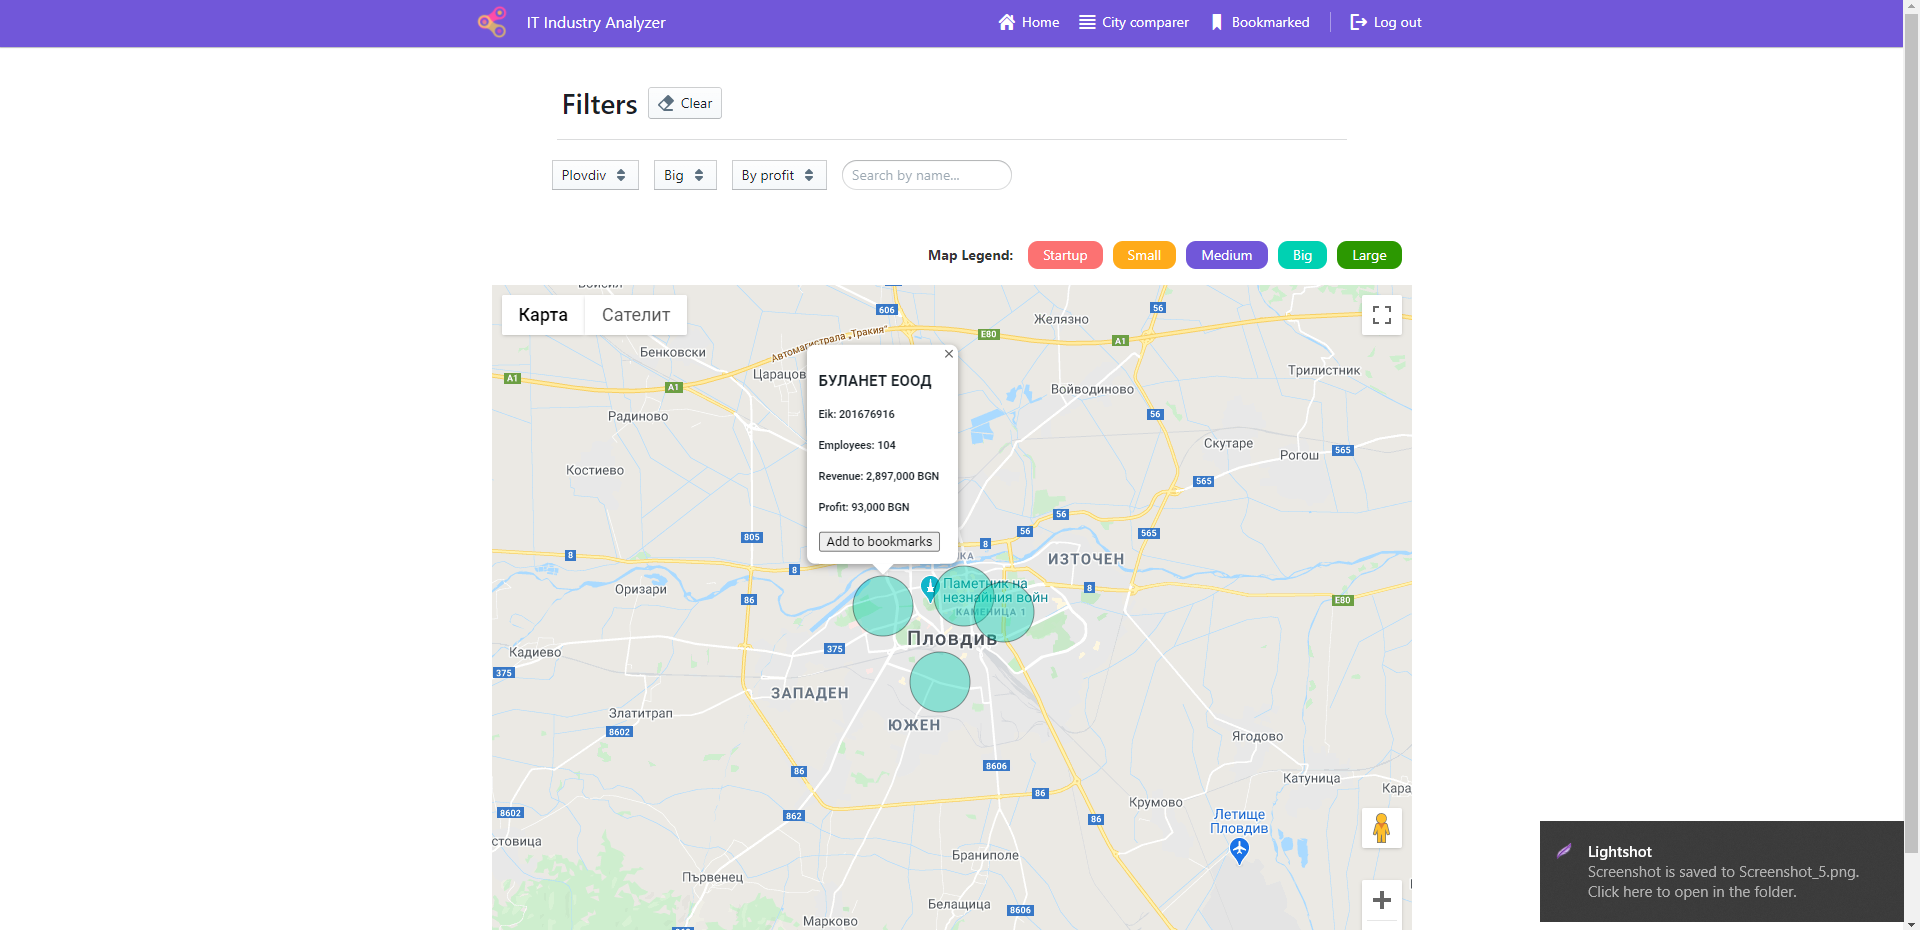 IT Industry Analyzer
Home
City comparer
Bookmarked
Log out
Filters
Clear
Plovdiv
Big
By profit
Search by name...
Map Legend:
Startup
Small
Medium
Big
Large
Карта
Сателит
606
56
Желязно
Автомагистрала „Тракия“
E80
A1
Бенковски
Царацово
A1
A1
Трилистник
Войводиново
Радиново
56
Скутаре
Рогош
565
Костиево
565
БУЛАНЕТ ЕООД
Eik: 201676916
Employees: 104
Revenue: 2,897,000 BGN
Profit: 93,000 BGN
Add to bookmarks
56
56
565
805
8
8
8
ИЗТОЧЕН
Оризари
86
8
E80
Паметник на
незнайния войн
КАМЕНИЦА 1
Пловдив
375
Кадиево
375
ЗАПАДЕН
Златитрап
8602
ЮЖЕН
Ягодово
86
8606
Катуница
86
Крумово
8602
862
86
Летище
Пловдив
Браниполе
Първенец
Белащица
8606
Марково
Lightshot
Screenshot is saved to Screenshot_5.png.
Click here to open in the folder.